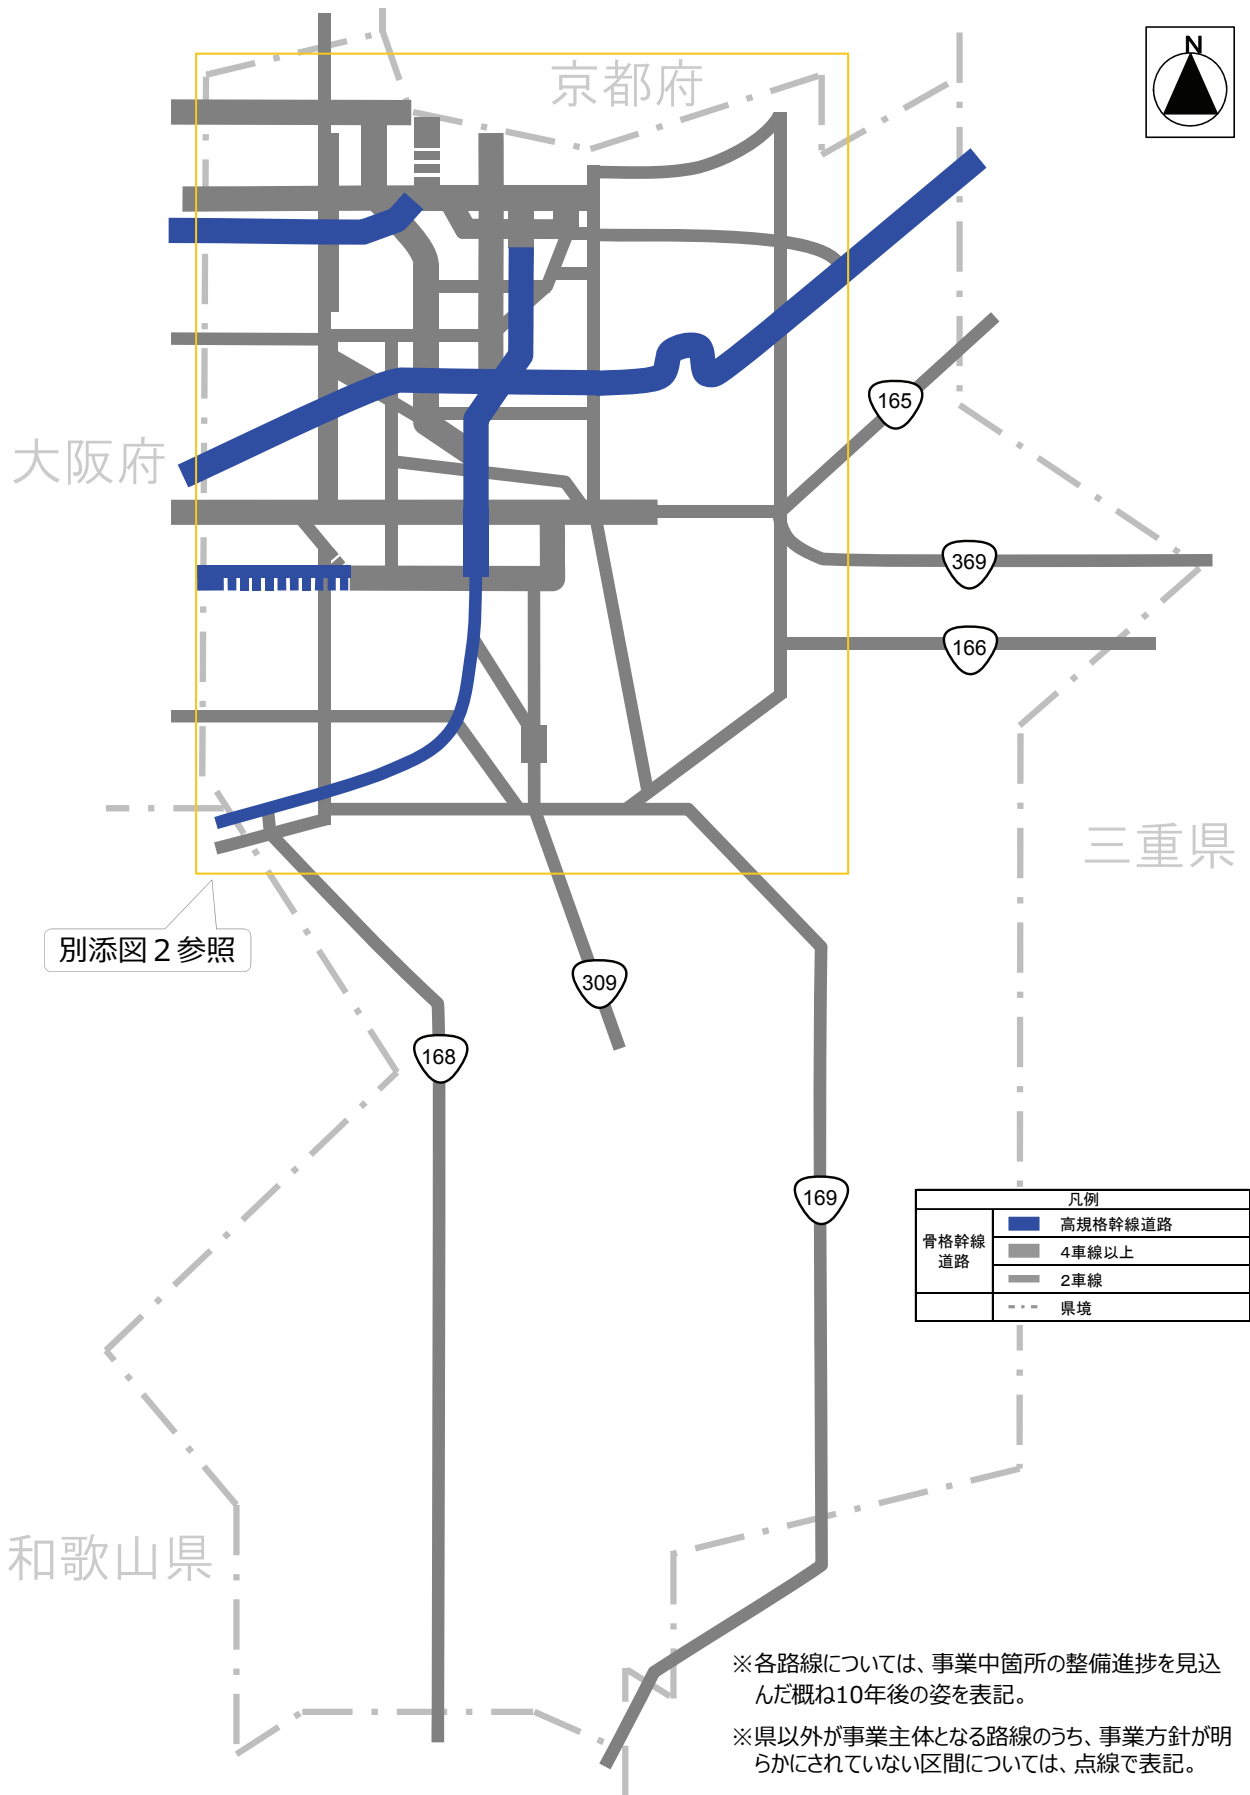 N
京都府
大阪府
165
369
166
三重県
別添図2参照
309
168
169
凡例
骨格幹線
道路
高規格幹線道路
4車線以上
2車線
県境
和歌山県
※各路線については、事業中箇所の整備進捗を見込
んだ概ね10年後の姿を表記。
※県以外が事業主体となる路線のうち、事業方針が明
らかにされていない区間については、点線で表記。